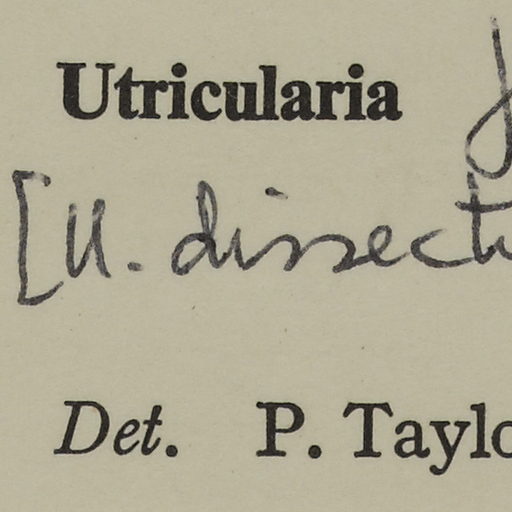 Utricularia
[U. dissect
Det. P. Taylo